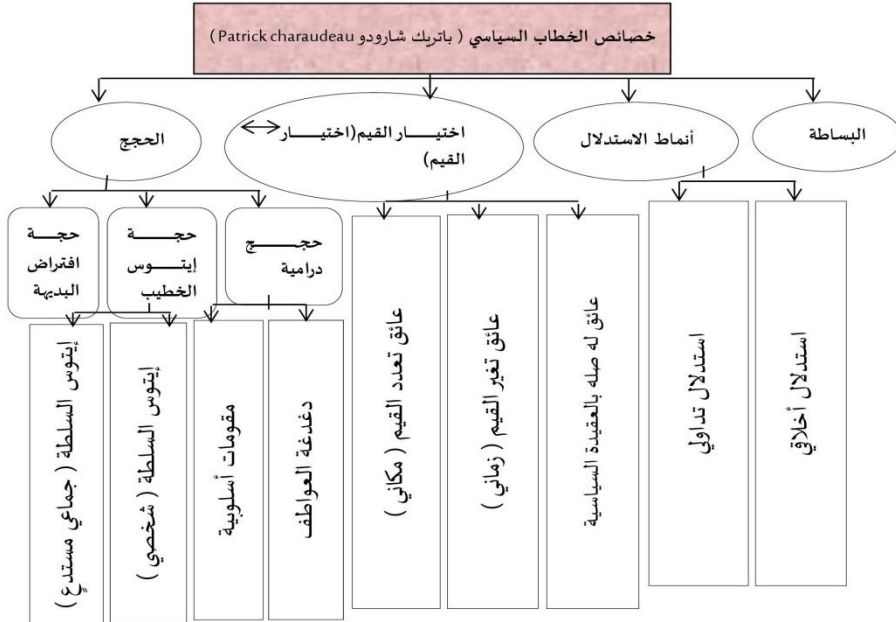 خصائص الخطاب السياسي ( باتريك شارودو Patrick charaudeau )
البساطة
أنماط الاستدلال
اختيار القيم(اختيار
القيم)
الحجج
استدلال أخلاقي
استدلال تداولي
عائق له صله بالعقيدة السياسية
عائق تغير القيم ( زماني )
عائق تعدد القيم ( مكاني )
حجج
درامية
حجة
إيتوس
الخطيب
حجة
افتراض
البديهة
دغدغة العواطف
مقومات أسلوبية
إيتوس السلطة ( شخصي )
إيتوس السلطة ( جماعي مستدعٍ )